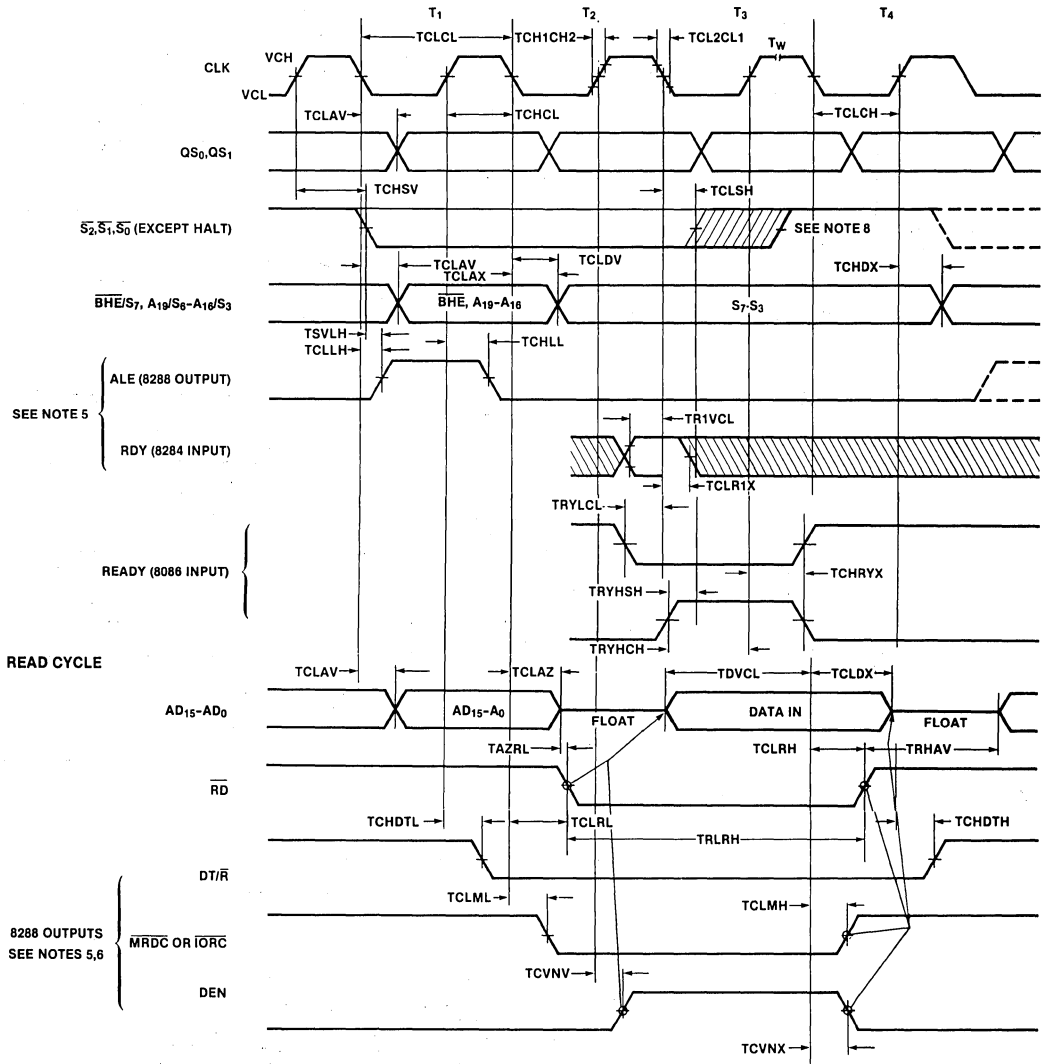 T1 T2 T3 T4
TCLCL TCH1CH2 TCL2CL1 TW
VCH
CLK
VCL
TCLAV TCHCL TCLCH
QS0,QS1
TCHSV TCLSH
S2,S1,S0 (EXCEPT HALT) SEE NOTE 8
TCLAV TCLDV
TCLAX TCHDX
BHE/S7, A19/S6-A16/S3 BHE, A19-A16 S7-S3
TSVLH
TCLLH TCHLL
ALE (8288 OUTPUT)
SEE NOTE 5
TR1VCL
RDY (8284 INPUT)
TCLR1X
TRYLCL
READY (8086 INPUT)
TCHRYX
TRYHSH
TRYHCH
READ CYCLE
TCLAV TCLAZ TDVCL TCLDX
AD15-AD0 AD15-A0 FLOAT DATA IN FLOAT
TAZRL TCLRH TRHAV
RD
TCHDTL TCLRL TRLRH TCHDTH
DT/R
TCLML TCLMH
8288 OUTPUTS
SEE NOTES 5,6
MRDC OR IORC
TCVNV
DEN
TCVNX